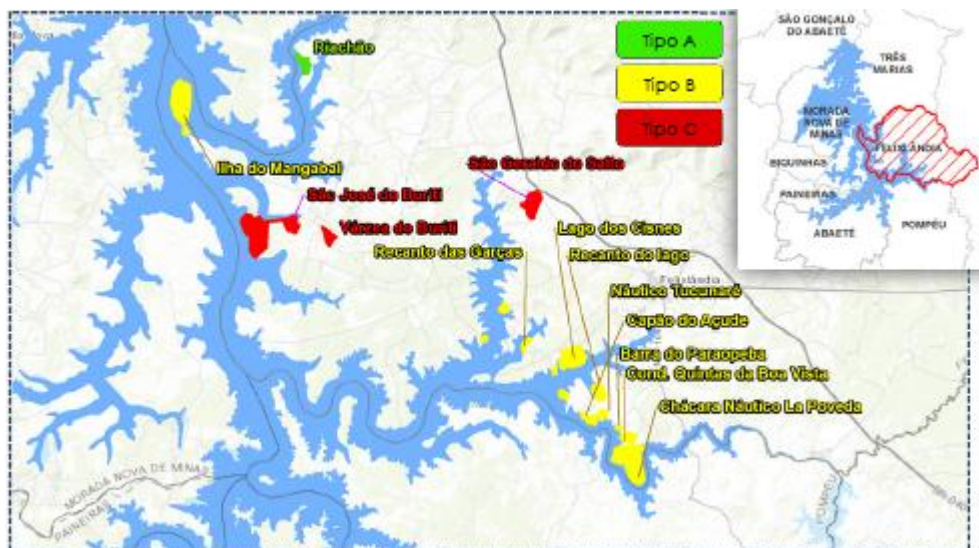 Riachão
Tipo A
Tipo B
Tipo C
Ilha do Mangabal
São José do Buriti
Várzea do Buriti
São Geraldo do Salto
Recanto das Garças
Lago dos Cisnes
Recanto do lago
Felixlândia
Náutico Tucunaré
Capão do Açude
Barra do Paraopeba
Cond. Quintas da Boa Vista
Chácara Náutico La Poveda
MORADA NOVA DE MINAS
PAINEIRAS
POMPÉU
SÃO GONÇALO
DO ABAETÉ
TRÊS
MARIAS
MORADA
NOVA DE
MINAS
FELIXLÂNDIA
BIQUINHAS
PAINEIRAS
ABAETÉ
POMPÉU